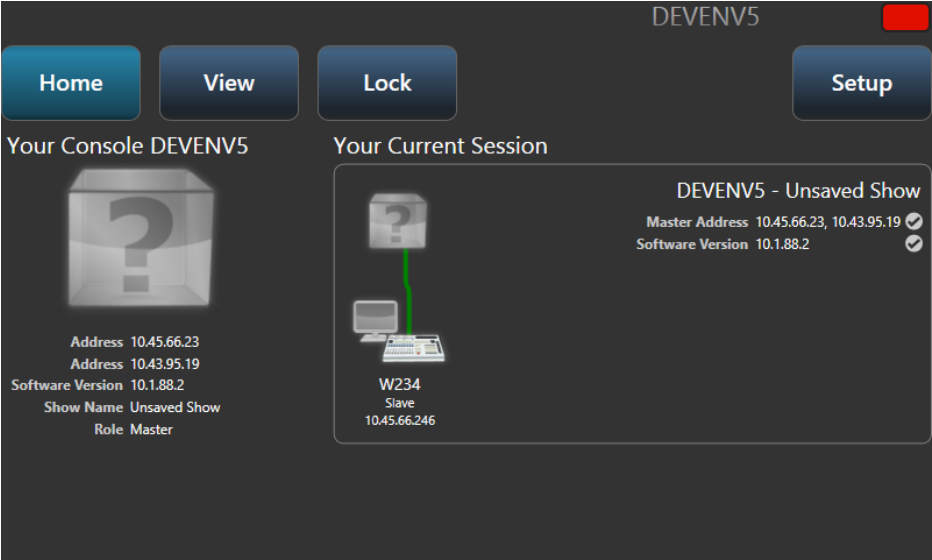 DEVENV5
Home
View
Lock
Setup
Your Console DEVENV5
?
Address 10.45.66.23
Address 10.43.95.19
Software Version 10.1.88.2
Show Name Unsaved Show
Role Master
Your Current Session
?
DEVENV5 - Unsaved Show
Master Address 10.45.66.23, 10.43.95.19
Software Version 10.1.88.2
W234
Slave
10.45.66.246